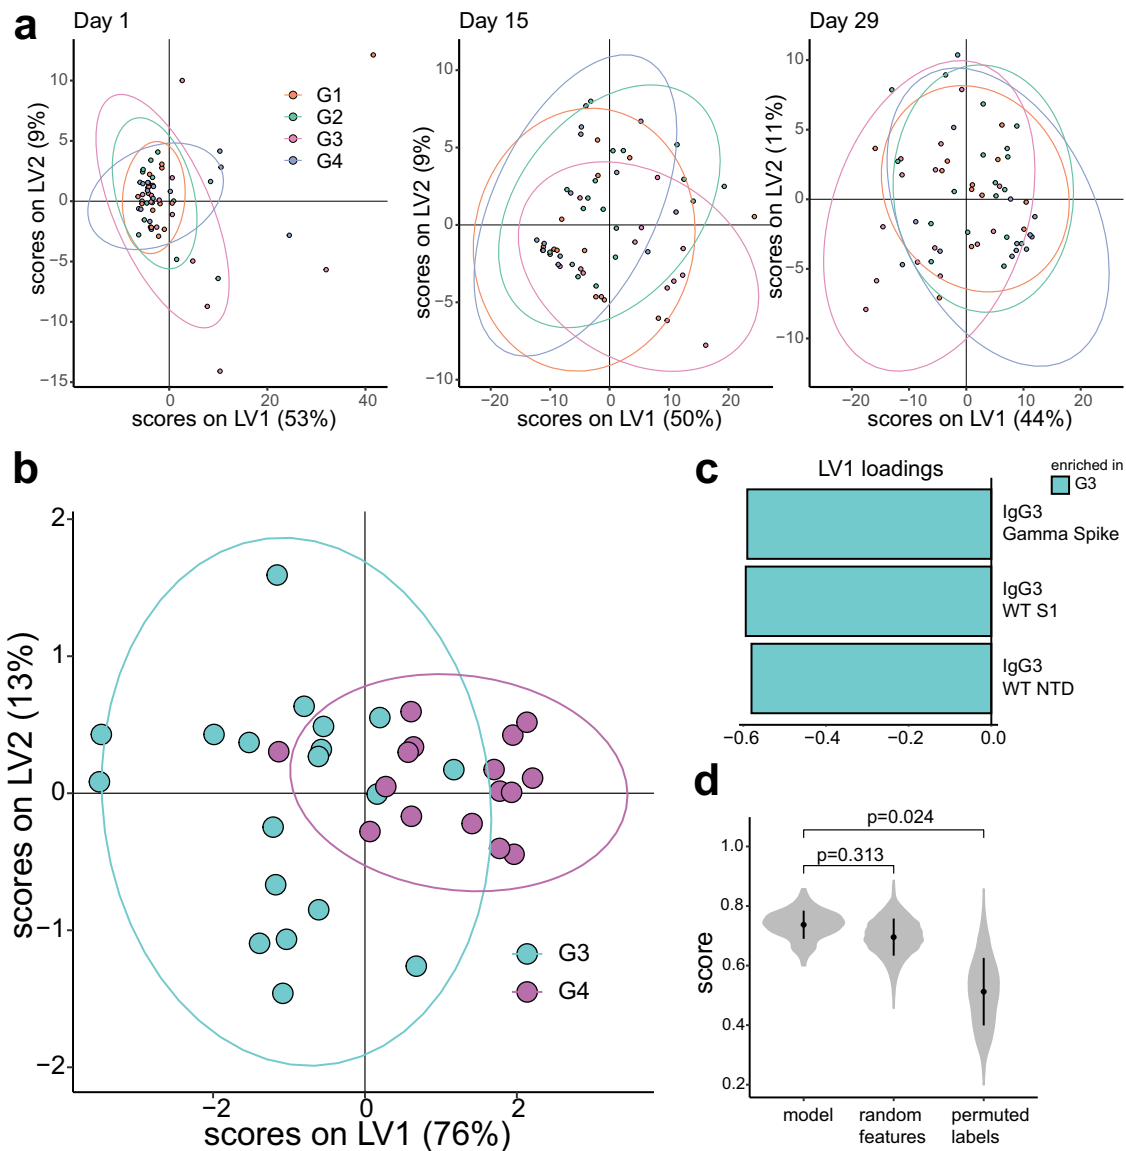 a
Day 1
Day 15
Day 29
scores on LV2 (9%)
10
5
0
−5
−10
−15
0
20
40
scores on LV1 (53%)
G1
G2
G3
G4
scores on LV2 (9%)
10
5
0
−5
−10
−20
−10
0
10
20
scores on LV1 (50%)
scores on LV2 (11%)
10
5
0
−5
−10
−20
−10
0
10
20
scores on LV1 (44%)
b
scores on LV2 (13%)
2
1
0
−1
−2
−2
0
2
scores on LV1 (76%)
G3
G4
c
LV1 loadings
enriched in
G3
IgG3
Gamma Spike
IgG3
WT S1
IgG3
WT NTD
−0.6
−0.4
−0.2
0.0
d
score
1.0
0.8
0.6
0.4
0.2
p=0.024
p=0.313
model
random
features
permuted
labels